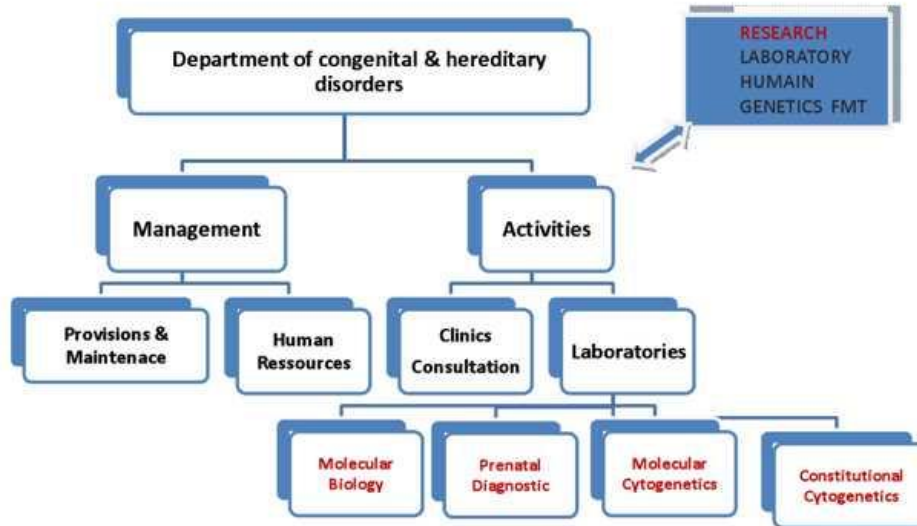 Department of congenital & hereditary
disorders
RESEARCH
LABORATORY
HUMAIN
GENETICS FMT
Management
Activities
Provisions &
Maintenace
Human
Ressources
Clinics
Consultation
Laboratories
Molecular
Biology
Prenatal
Diagnostic
Molecular
Cytogenetics
Constitutional
Cytogenetics